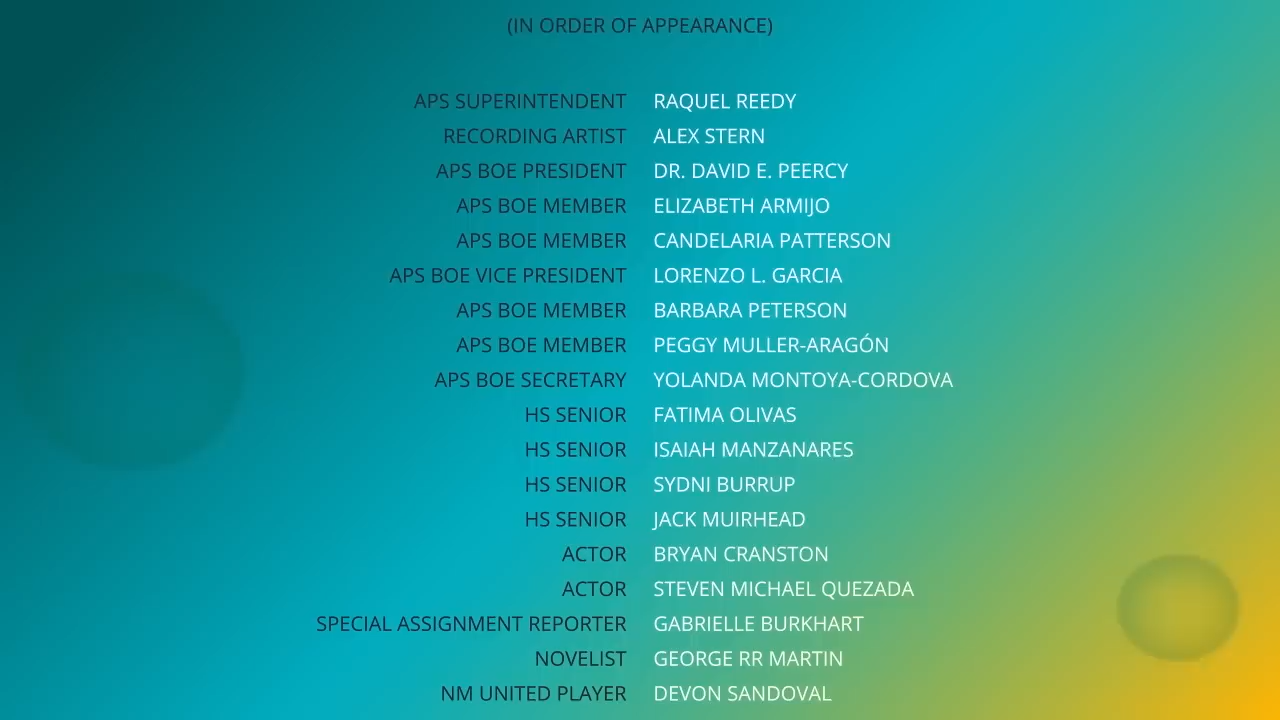 (IN ORDER OF APPEARANCE)
APS SUPERINTENDENT RAQUEL REEDY
RECORDING ARTIST ALEX STERN
APS BOE PRESIDENT DR. DAVID E. PEERCY
APS BOE MEMBER ELIZABETH ARMIJO
APS BOE MEMBER CANDELARIA PATTERSON
APS BOE VICE PRESIDENT LORENZO L. GARCIA
APS BOE MEMBER BARBARA PETERSON
APS BOE MEMBER PEGGY MULLER-ARAGÓN
APS BOE SECRETARY YOLANDA MONTOYA-CORDOVA
HS SENIOR FATIMA OLIVAS
HS SENIOR ISAIAH MANZANARES
HS SENIOR SYDNI BURRUP
HS SENIOR JACK MUIRHEAD
ACTOR BRYAN CRANSTON
ACTOR STEVEN MICHAEL QUEZADA
SPECIAL ASSIGNMENT REPORTER GABRIELLE BURKHART
NOVELIST GEORGE RR MARTIN
NM UNITED PLAYER DEVON SANDOVAL